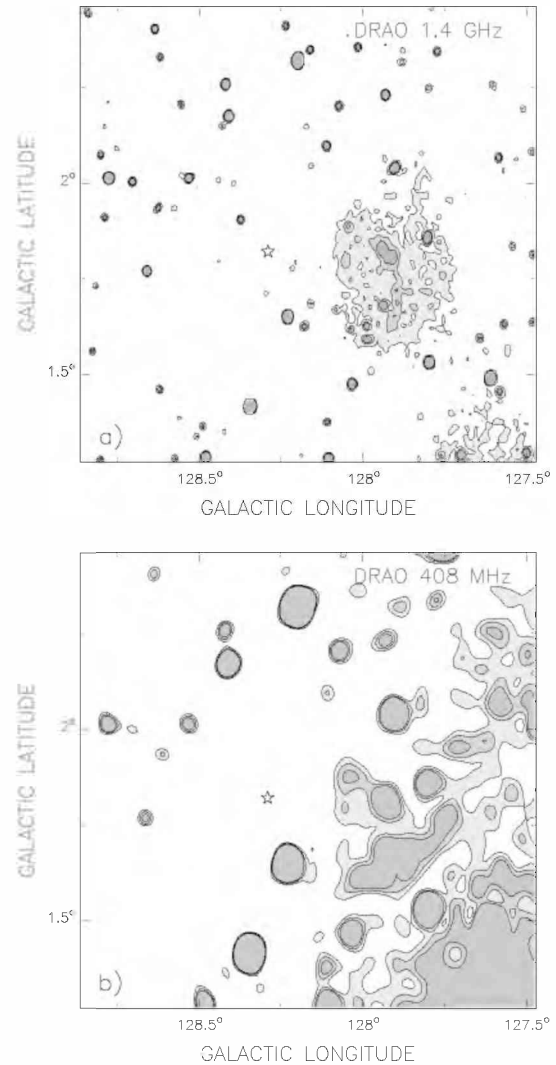 DRAO 1.4 GHz
GALACTIC LATITUDE
2°
1.5°
a)
128.5° 128° 127.5°
GALACTIC LONGITUDE
DRAO 408 MHz
GALACTIC LATITUDE
2°
1.5°
b)
128.5° 128° 127.5°
GALACTIC LONGITUDE